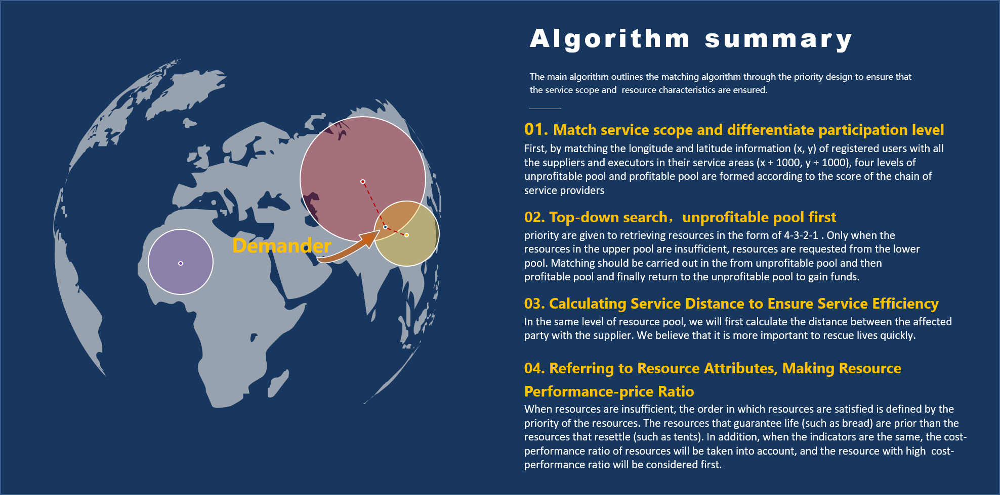 Algorithm summary
The main algorithm outlines the matching algorithm through the priority design to ensure that
the service scope and  resource characteristics are ensured.
01. Match service scope and differentiate participation level
First, by matching the longitude and latitude information (x, y) of registered users with all
the suppliers and executors in their service areas (x + 1000, y + 1000), four levels of
unprofitable pool and profitable pool are formed according to the score of the chain of
service providers
02. Top-down search，unprofitable pool first
priority are given to retrieving resources in the form of 4-3-2-1 . Only when the
resources in the upper pool are insufficient, resources are requested from the lower
pool. Matching should be carried out in the from unprofitable pool and then
profitable pool and finally return to the unprofitable pool to gain funds.
03. Calculating Service Distance to Ensure Service Efficiency
In the same level of resource pool, we will first calculate the distance between the affected
party with the supplier. We believe that it is more important to rescue lives quickly.
04. Referring to Resource Attributes, Making Resource
Performance-price Ratio
When resources are insufficient, the order in which resources are satisfied is defined by the
priority of the resources. The resources that guarantee life (such as bread) are prior than the
resources that resettle (such as tents). In addition, when the indicators are the same, the cost-
performance ratio of resources will be taken into account, and the resource with high  cost-
performance ratio will be considered first.
Demander